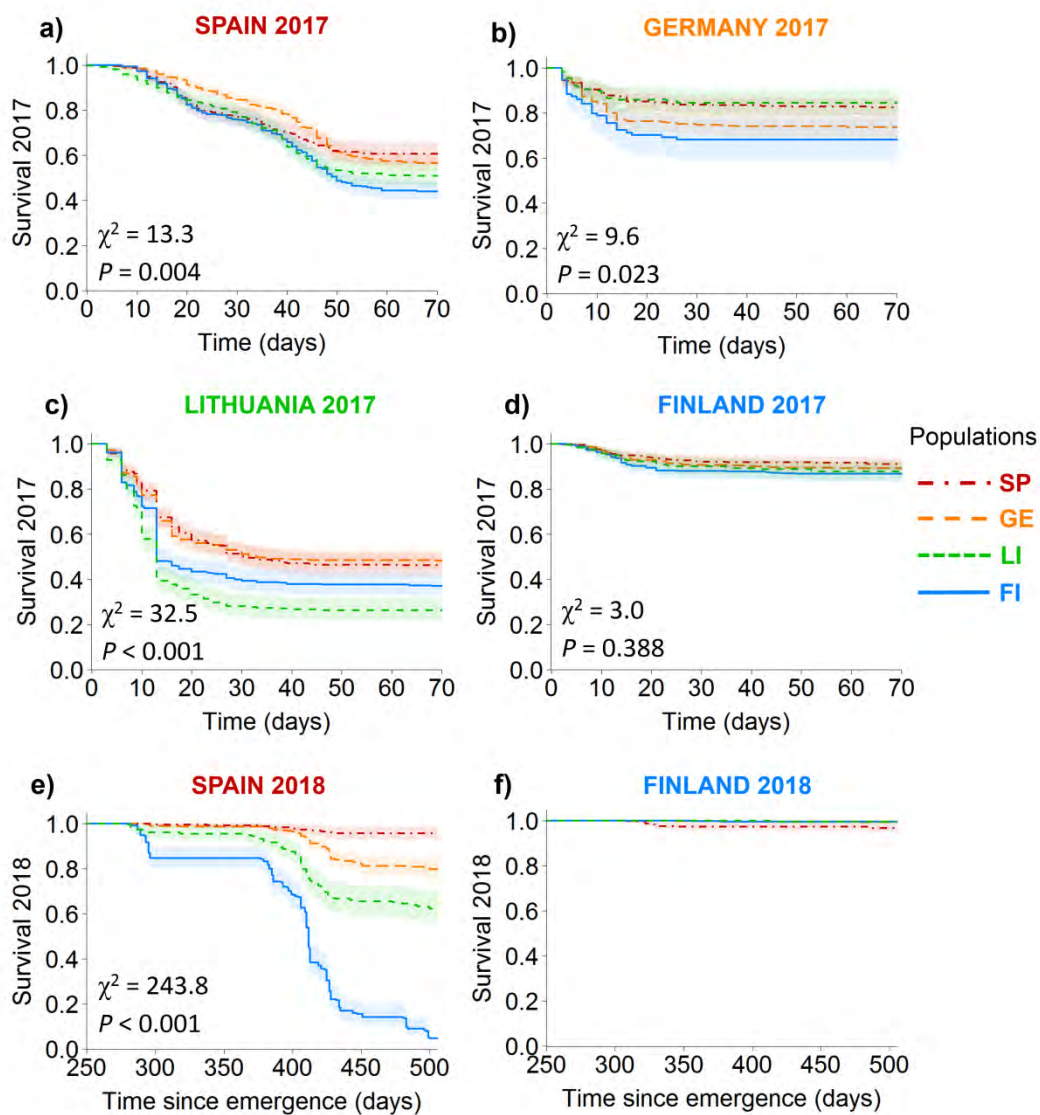 a) SPAIN 2017
Survival 2017
1.0
0.8
0.6
0.4
0.2
0.0
χ² = 13.3
P = 0.004
0 10 20 30 40 50 60 70
Time (days)
b) GERMANY 2017
Survival 2017
1.0
0.8
0.6
0.4
0.2
0.0
χ² = 9.6
P = 0.023
0 10 20 30 40 50 60 70
Time (days)
c) LITHUANIA 2017
Survival 2017
1.0
0.8
0.6
0.4
0.2
0.0
χ² = 32.5
P < 0.001
0 10 20 30 40 50 60 70
Time (days)
d) FINLAND 2017
Survival 2017
1.0
0.8
0.6
0.4
0.2
0.0
χ² = 3.0
P = 0.388
0 10 20 30 40 50 60 70
Time (days)
Populations
SP
GE
LI
FI
e) SPAIN 2018
Survival 2018
1.0
0.8
0.6
0.4
0.2
0.0
χ² = 243.8
P < 0.001
250 300 350 400 450 500
Time since emergence (days)
f) FINLAND 2018
Survival 2018
1.0
0.8
0.6
0.4
0.2
0.0
250 300 350 400 450 500
Time since emergence (days)